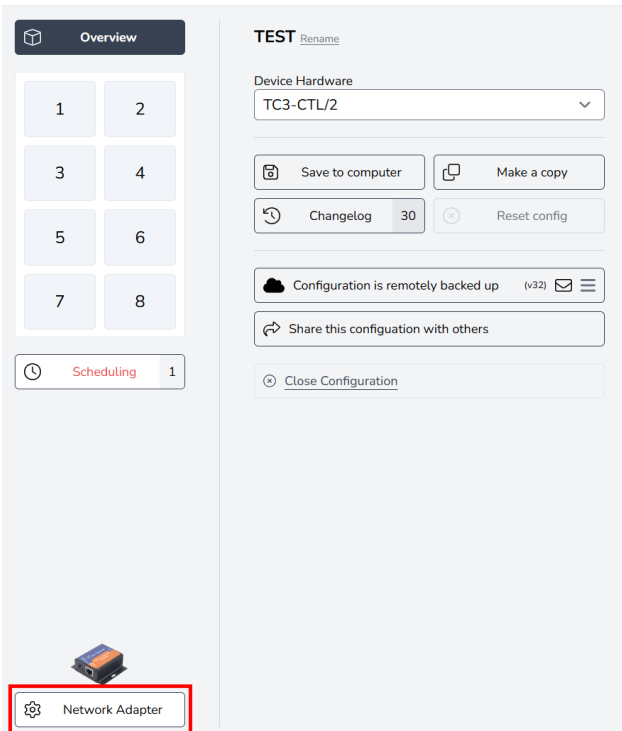 Overview
1 2
3 4
5 6
7 8
Scheduling 1
Network Adapter
TEST Rename
Device Hardware
TC3-CTL/2
Save to computer
Make a copy
Changelog 30
Reset config
Configuration is remotely backed up (v32)
Share this configuation with others
Close Configuration